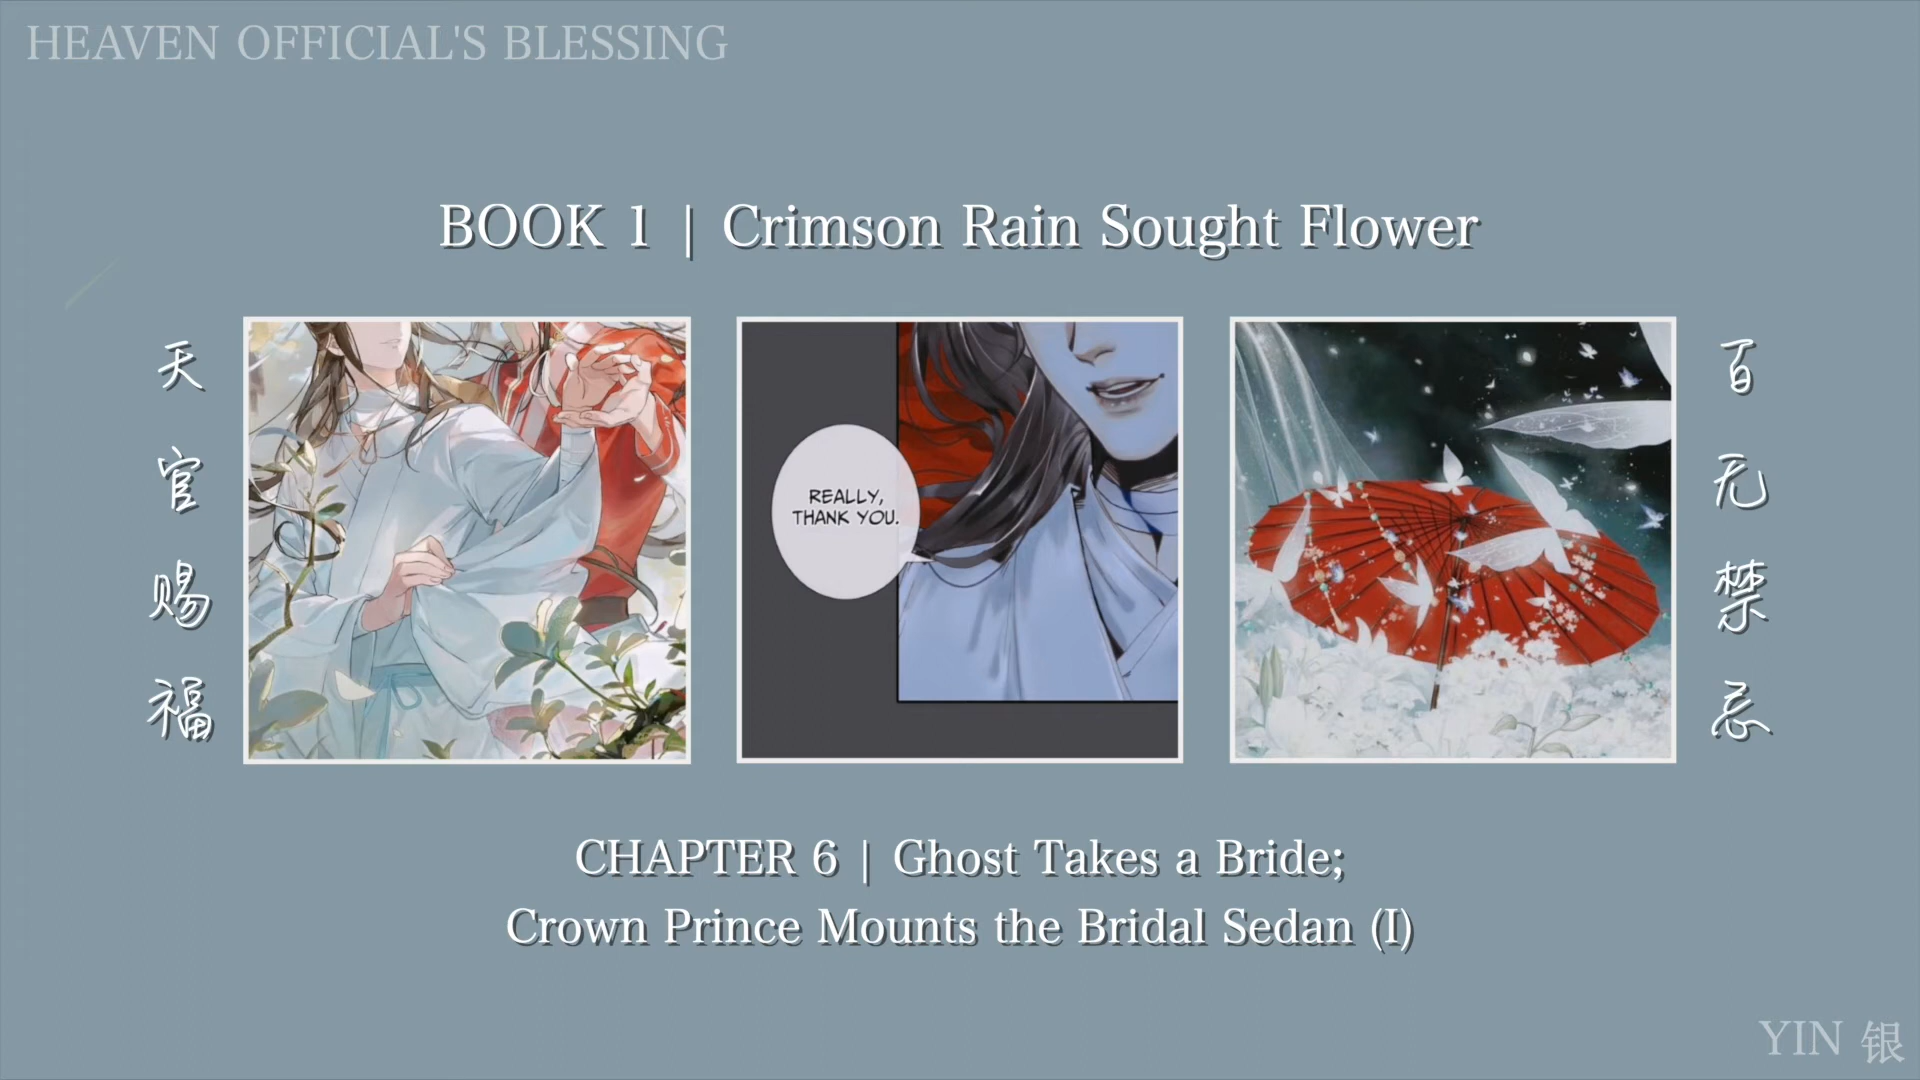 HEAVEN OFFICIAL'S BLESSING
BOOK 1 | Crimson Rain Sought Flower
天官赐福
REALLY,
THANK YOU.
百无禁忌
CHAPTER 6 | Ghost Takes a Bride;
Crown Prince Mounts the Bridal Sedan (I)
YIN 银